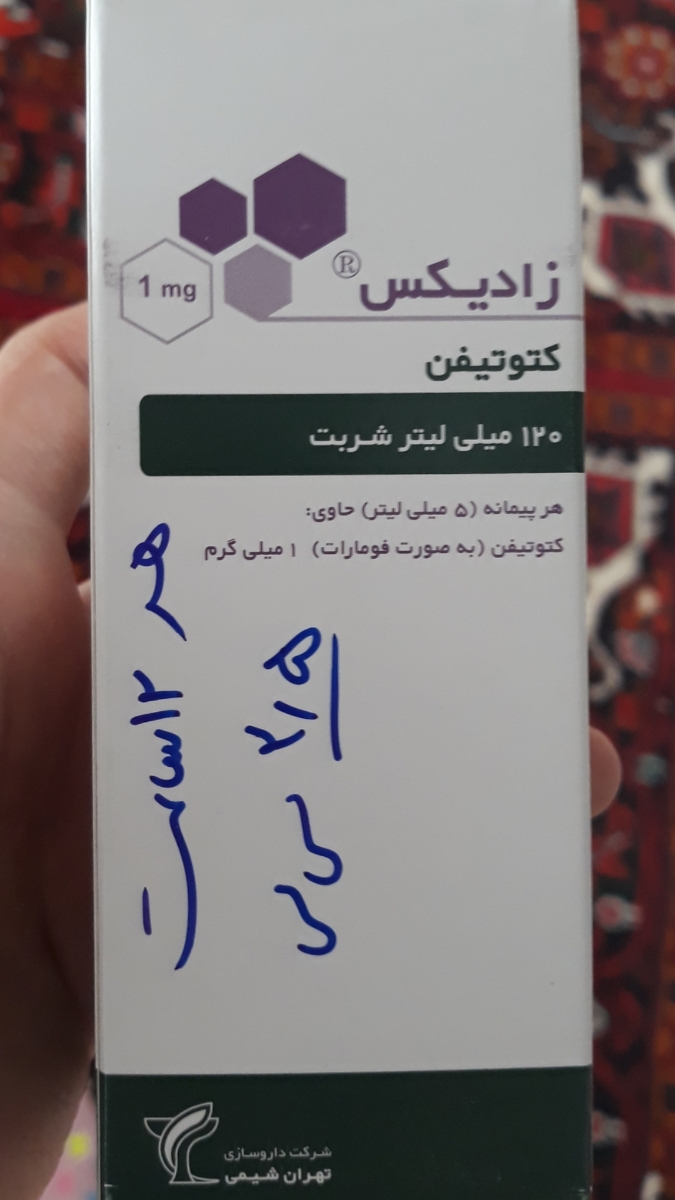 زادیکس®
1 mg
کتوتیفن
۱۲۰ میلی لیتر شربت
هر پیمانه (۵ میلی لیتر) حاوی:
کتوتیفن (به صورت فومارات) ۱ میلی گرم
هر ۱۲ ساعت
۲/۵ سی سی
شرکت داروسازی
تهران شیمی